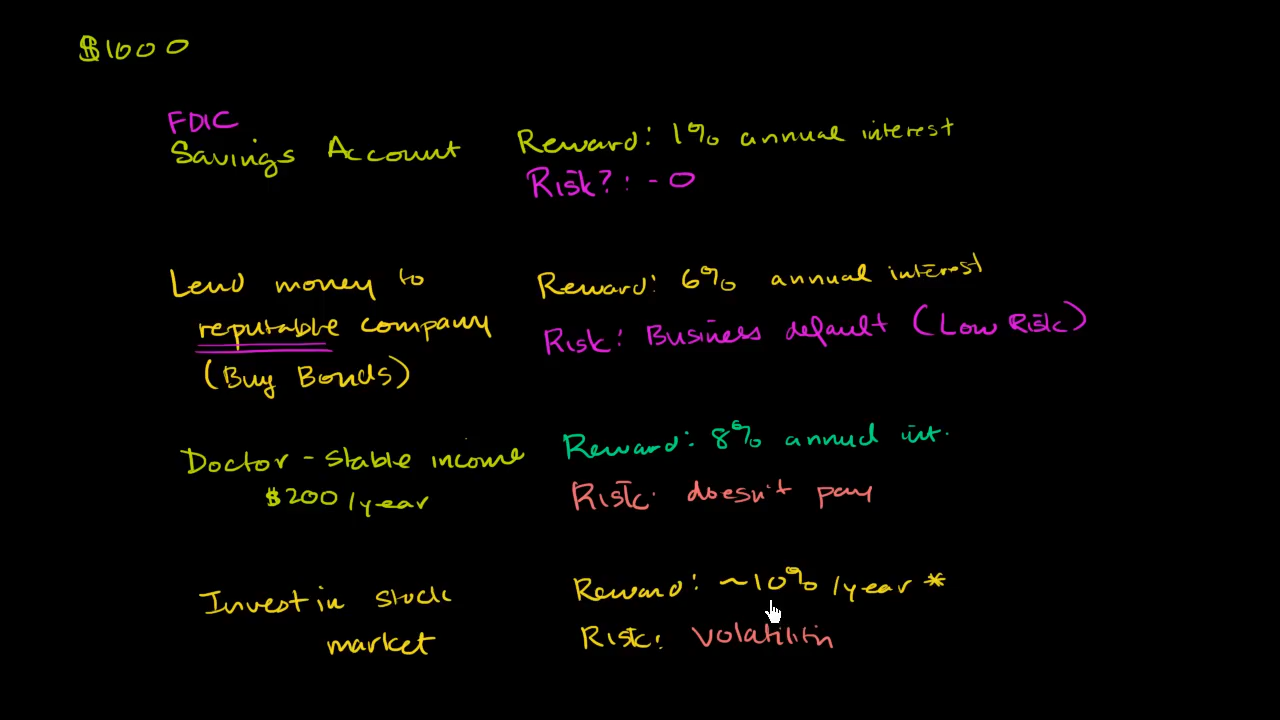 $1000
FDIC
Savings Account
Reward: 1% annual interest
Risk?: - 0
Lend money to
reputable company
(Buy Bonds)
Reward: 6% annual interest
Risk: Business default (Low Risk)
Doctor - stable income
$200/year
Reward: 8% annual int.
Risk: doesn't pay
Invest in stock
market
Reward: ~10%/year *
Risk: volatilitin